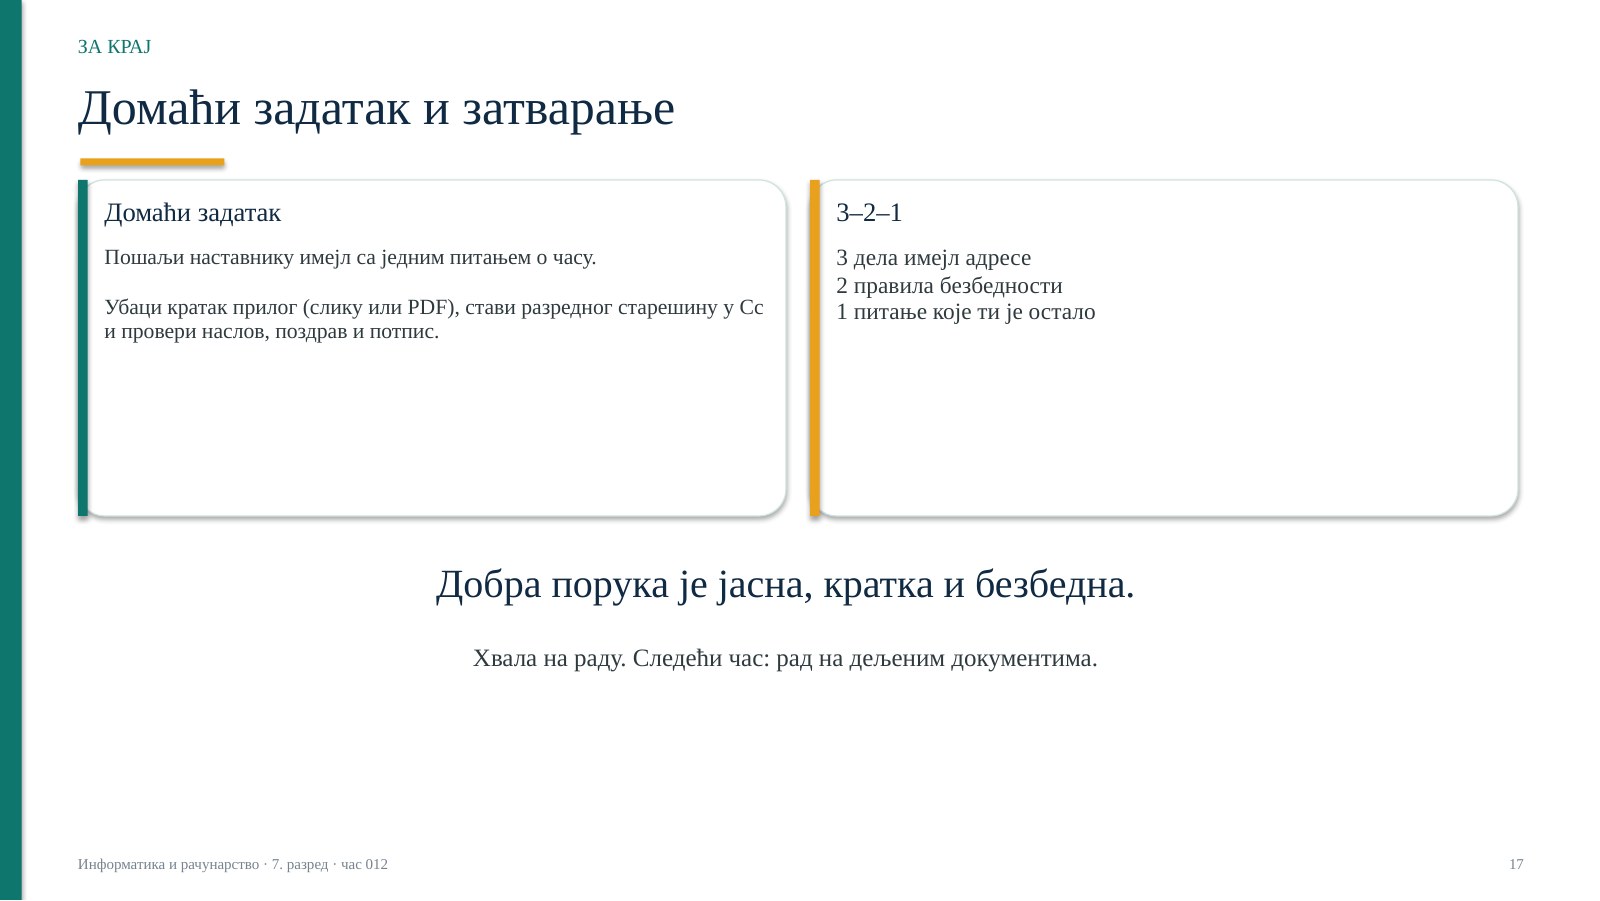 ЗА КРАЈ
Домаћи задатак и затварање
Домаћи задатак
Пошаљи наставнику имејл са једним питањем о часу.
Убаци кратак прилог (слику или PDF), стави разредног старешину у Cc
и провери наслов, поздрав и потпис.
3–2–1
3 дела имејл адресе
2 правила безбедности
1 питање које ти је остало
Добра порука је јасна, кратка и безбедна.
Хвала на раду. Следећи час: рад на дељеним документима.
Информатика и рачунарство · 7. разред · час 012
17